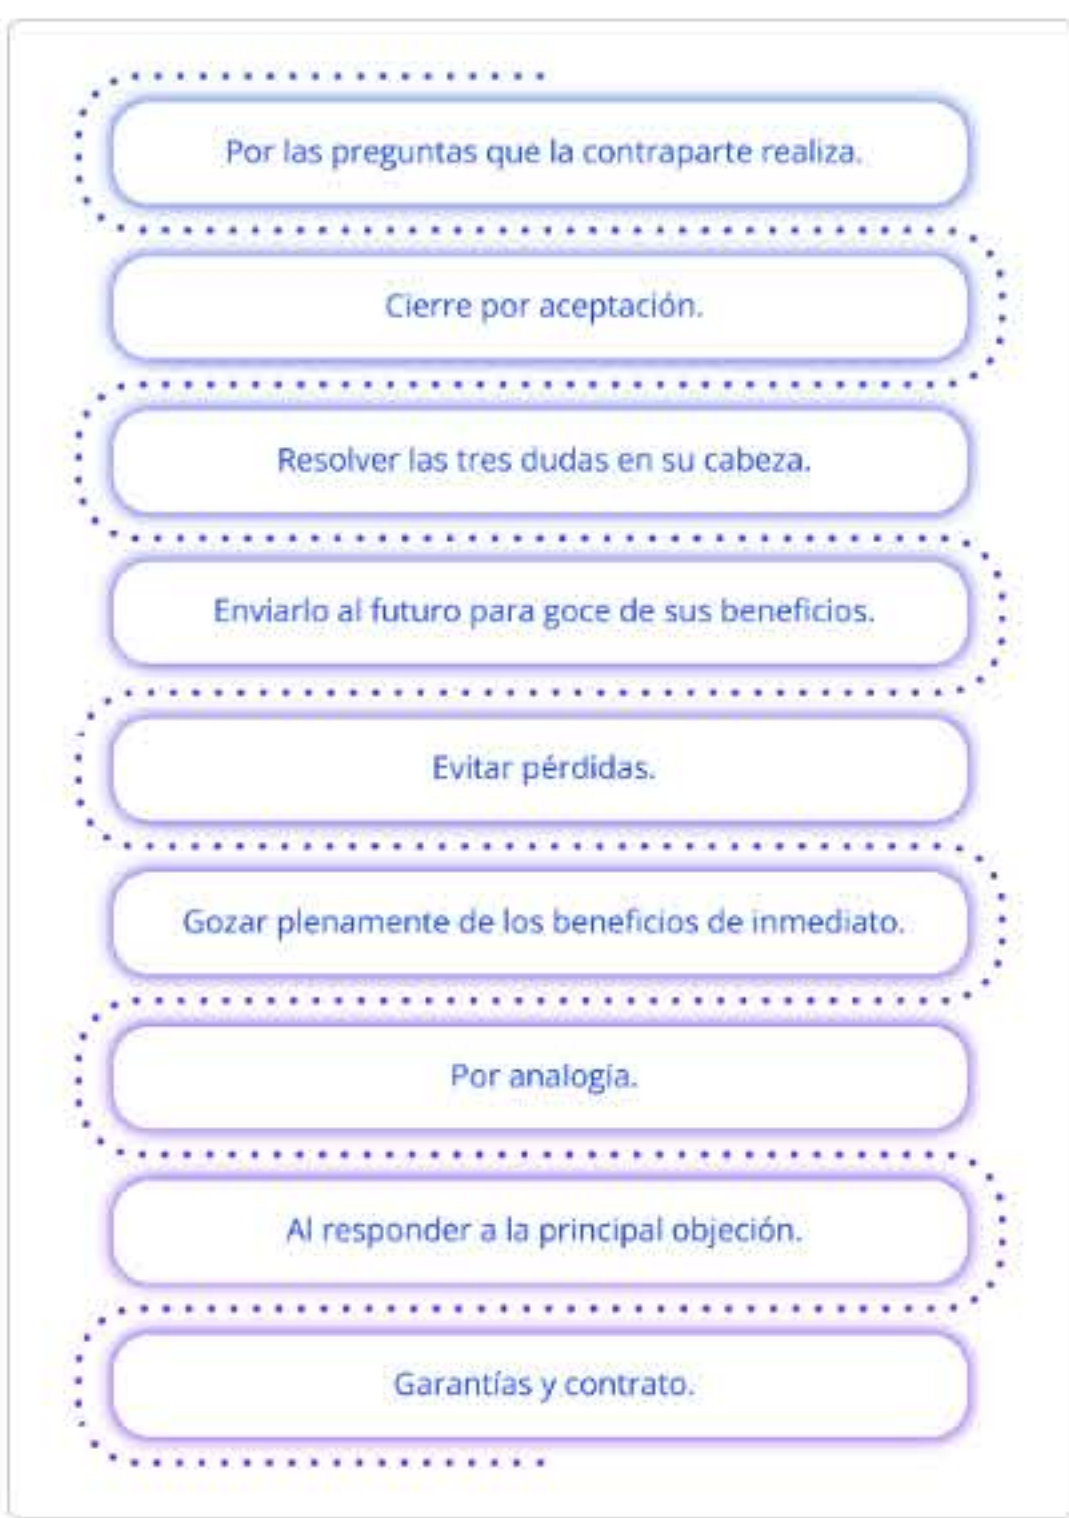 Por las preguntas que la contraparte realiza.
Cierre por aceptación.
Resolver las tres dudas en su cabeza.
Enviarlo al futuro para goce de sus beneficios.
Evitar pérdidas.
Gozar plenamente de los beneficios de inmediato.
Por analogía.
Al responder a la principal objeción.
Garantías y contrato.